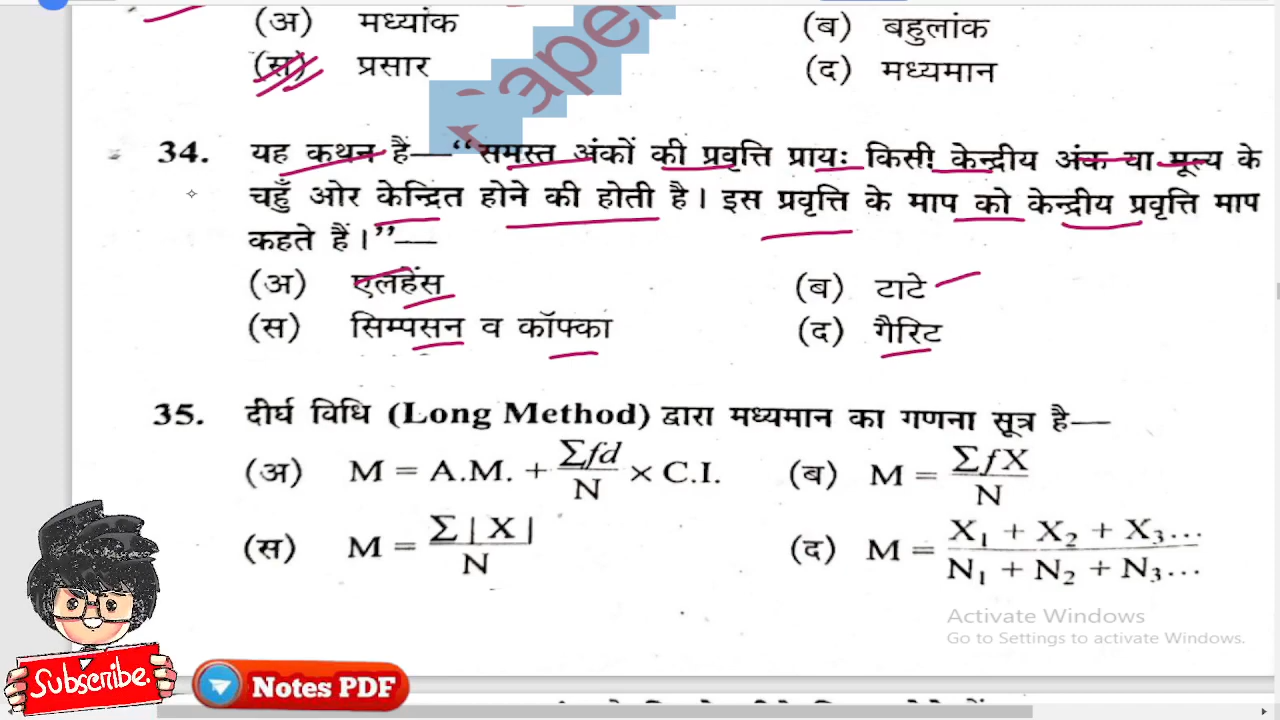 (अ) मध्यांक (ब) बहुलांक
(स) प्रसार (द) मध्यमान
34. यह कथन हैं—“समस्त अंकों की प्रवृत्ति प्रायः किसी केन्द्रीय अंक या मूल्य के
चहुँ ओर केन्द्रित होने की होती है। इस प्रवृत्ति के माप को केन्द्रीय प्रवृत्ति माप
कहते हैं।”—
(अ) एलहेंस (ब) टाटे
(स) सिम्पसन व कॉफ्का (द) गैरिट
35. दीर्घ विधि (Long Method) द्वारा मध्यमान का गणना सूत्र है—
(अ) M = A.M. + Σfd/N × C.I. (ब) M = ΣfX/N
(स) M = Σ|X|/N (द) M = X₁ + X₂ + X₃.../N₁ + N₂ + N₃...
Activate Windows
Go to Settings to activate Windows.
Subscribe.
Notes PDF